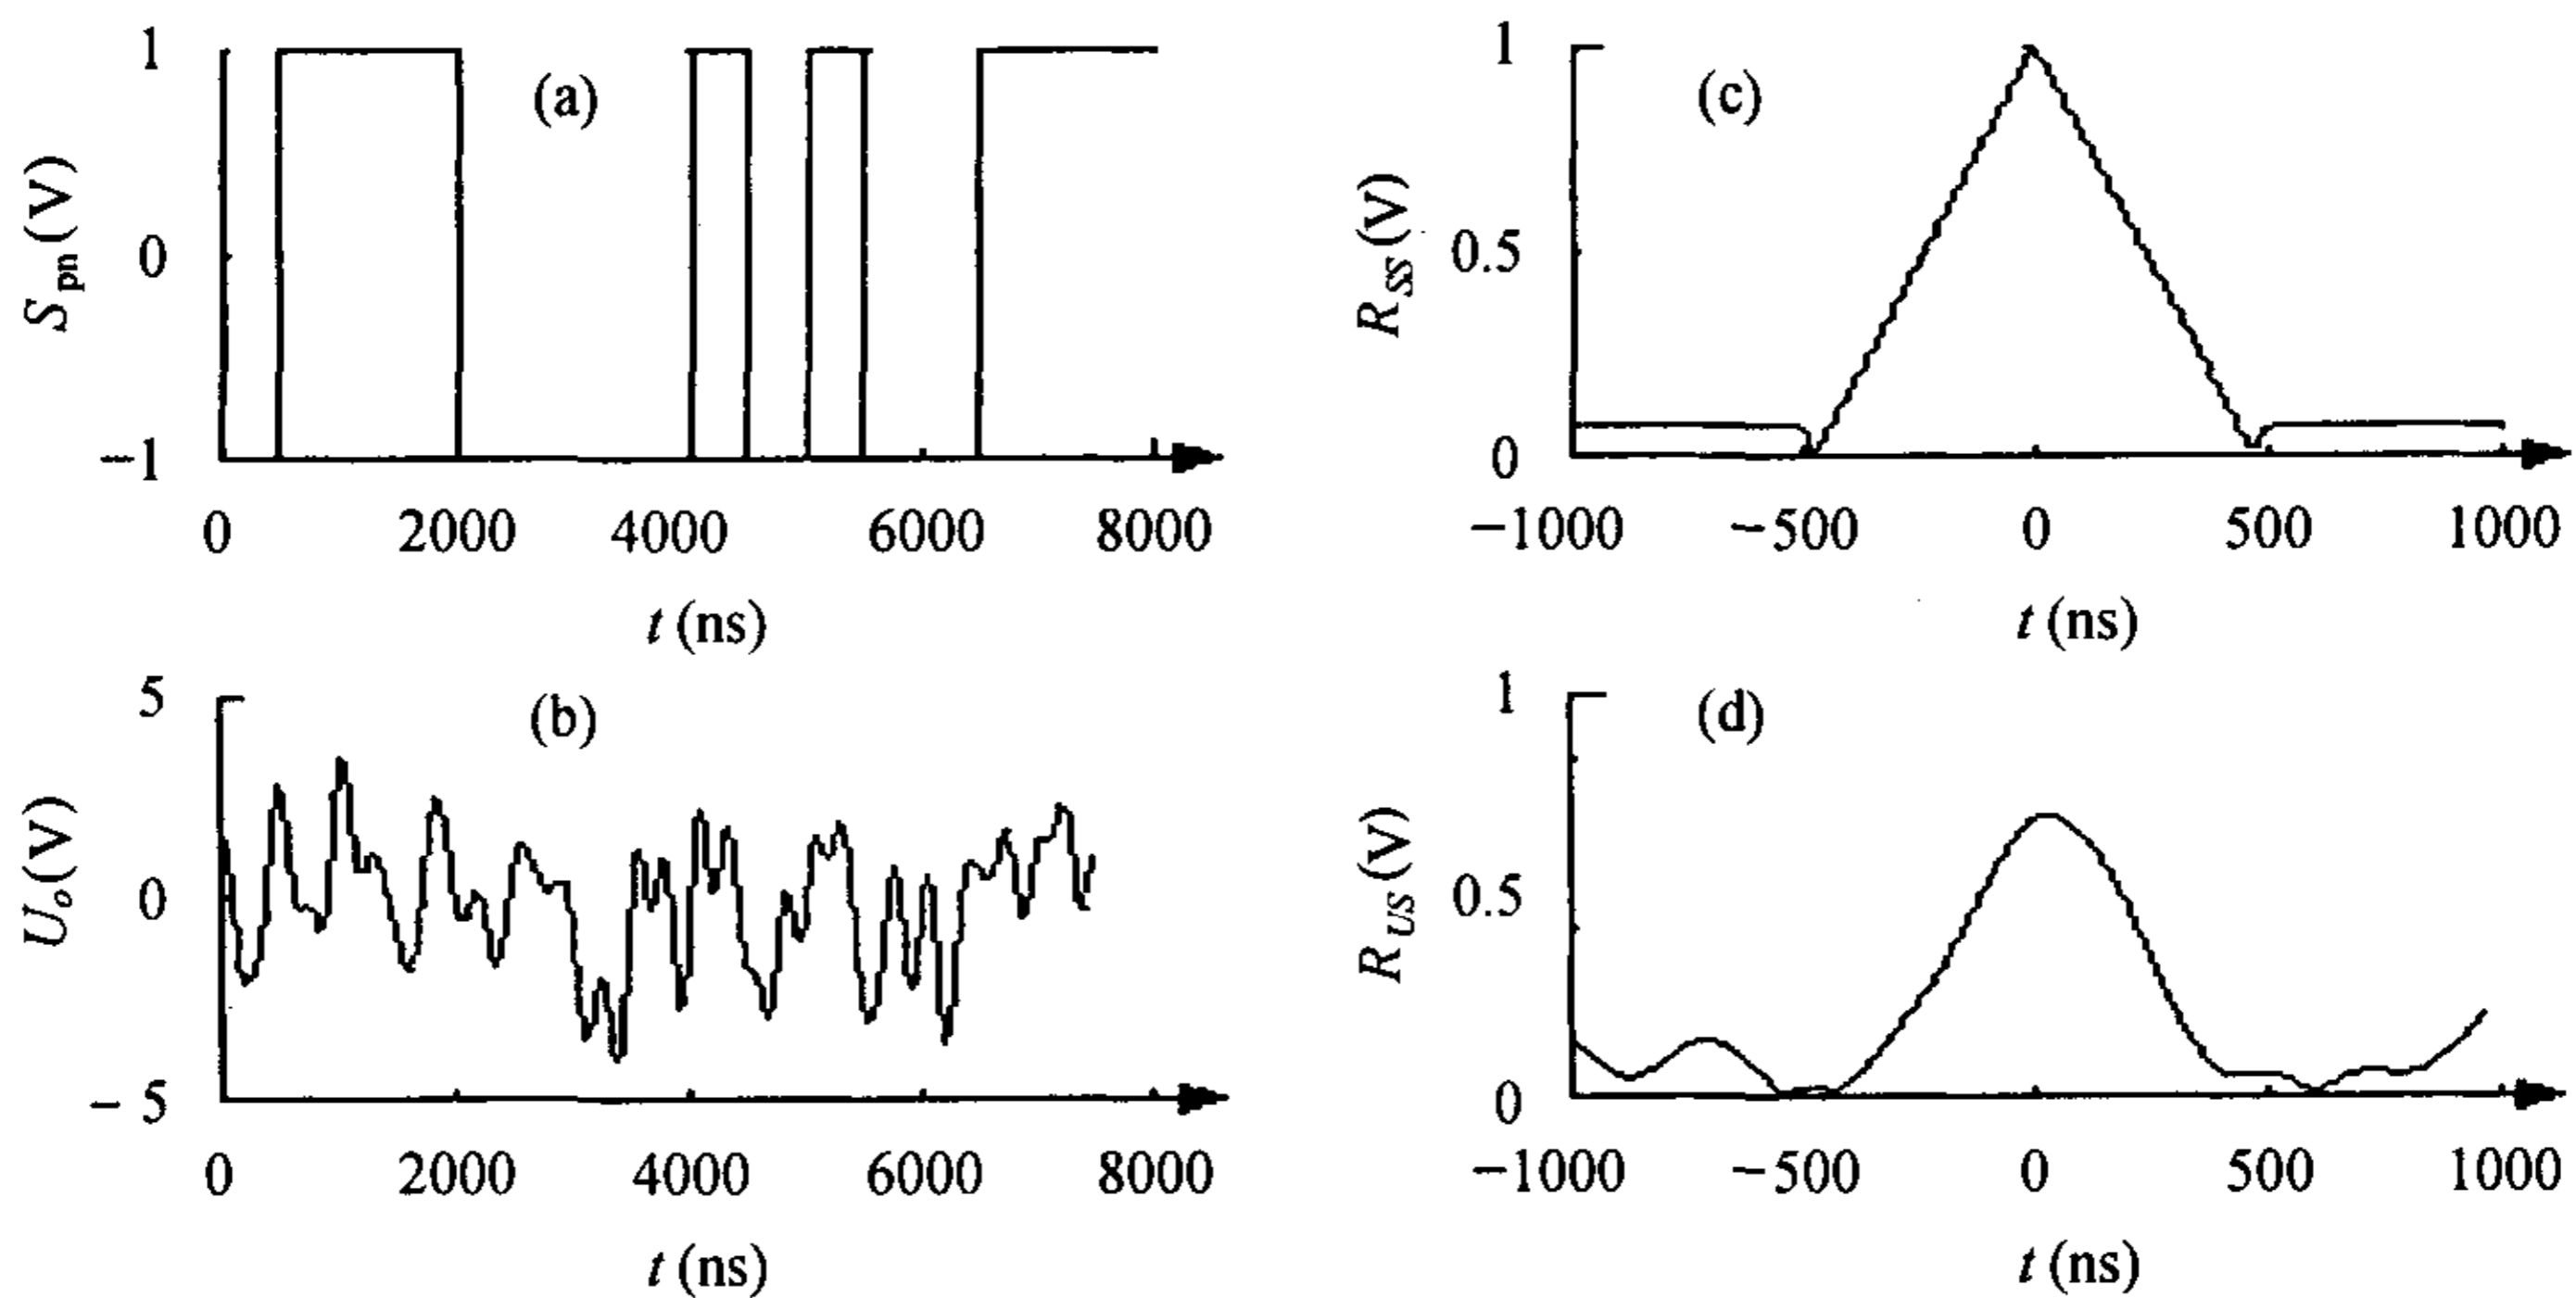 (a)
S_pn (V)
1
0
−1
0 2000 4000 6000 8000
t (ns)
(c)
R_SS (V)
1
0.5
0
−1000 −500 0 500 1000
t (ns)
(b)
U_o (V)
5
0
− 5
0 2000 4000 6000 8000
t (ns)
(d)
R_US (V)
1
0.5
0
−1000 −500 0 500 1000
t (ns)